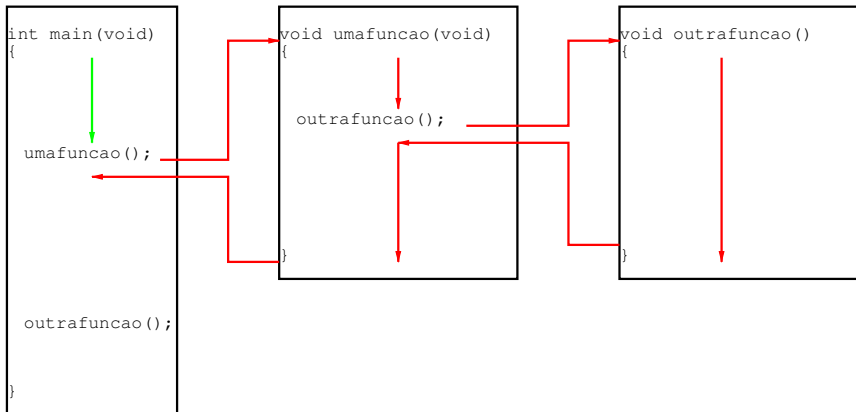 int main(void)
{
umafuncao();
outrafuncao();
}
void umafuncao(void)
{
outrafuncao();
}
void outrafuncao()
{
}